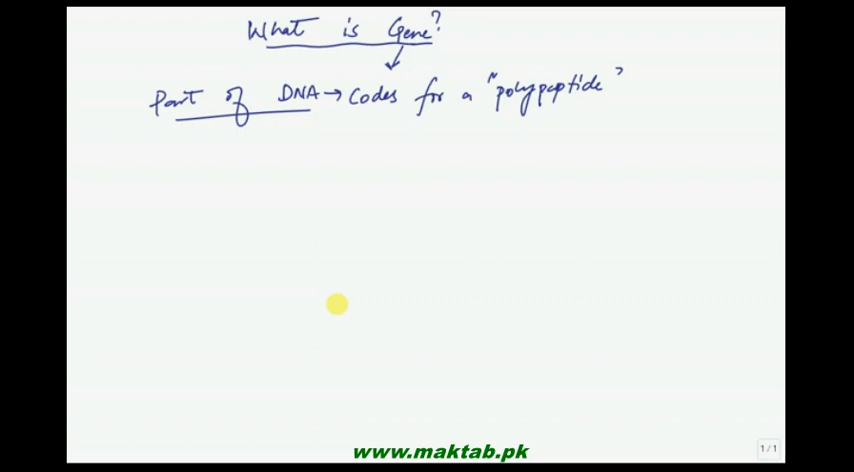 What is Gene?
Part of DNA → Codes for a "polypeptide"
www.maktab.pk
1/1